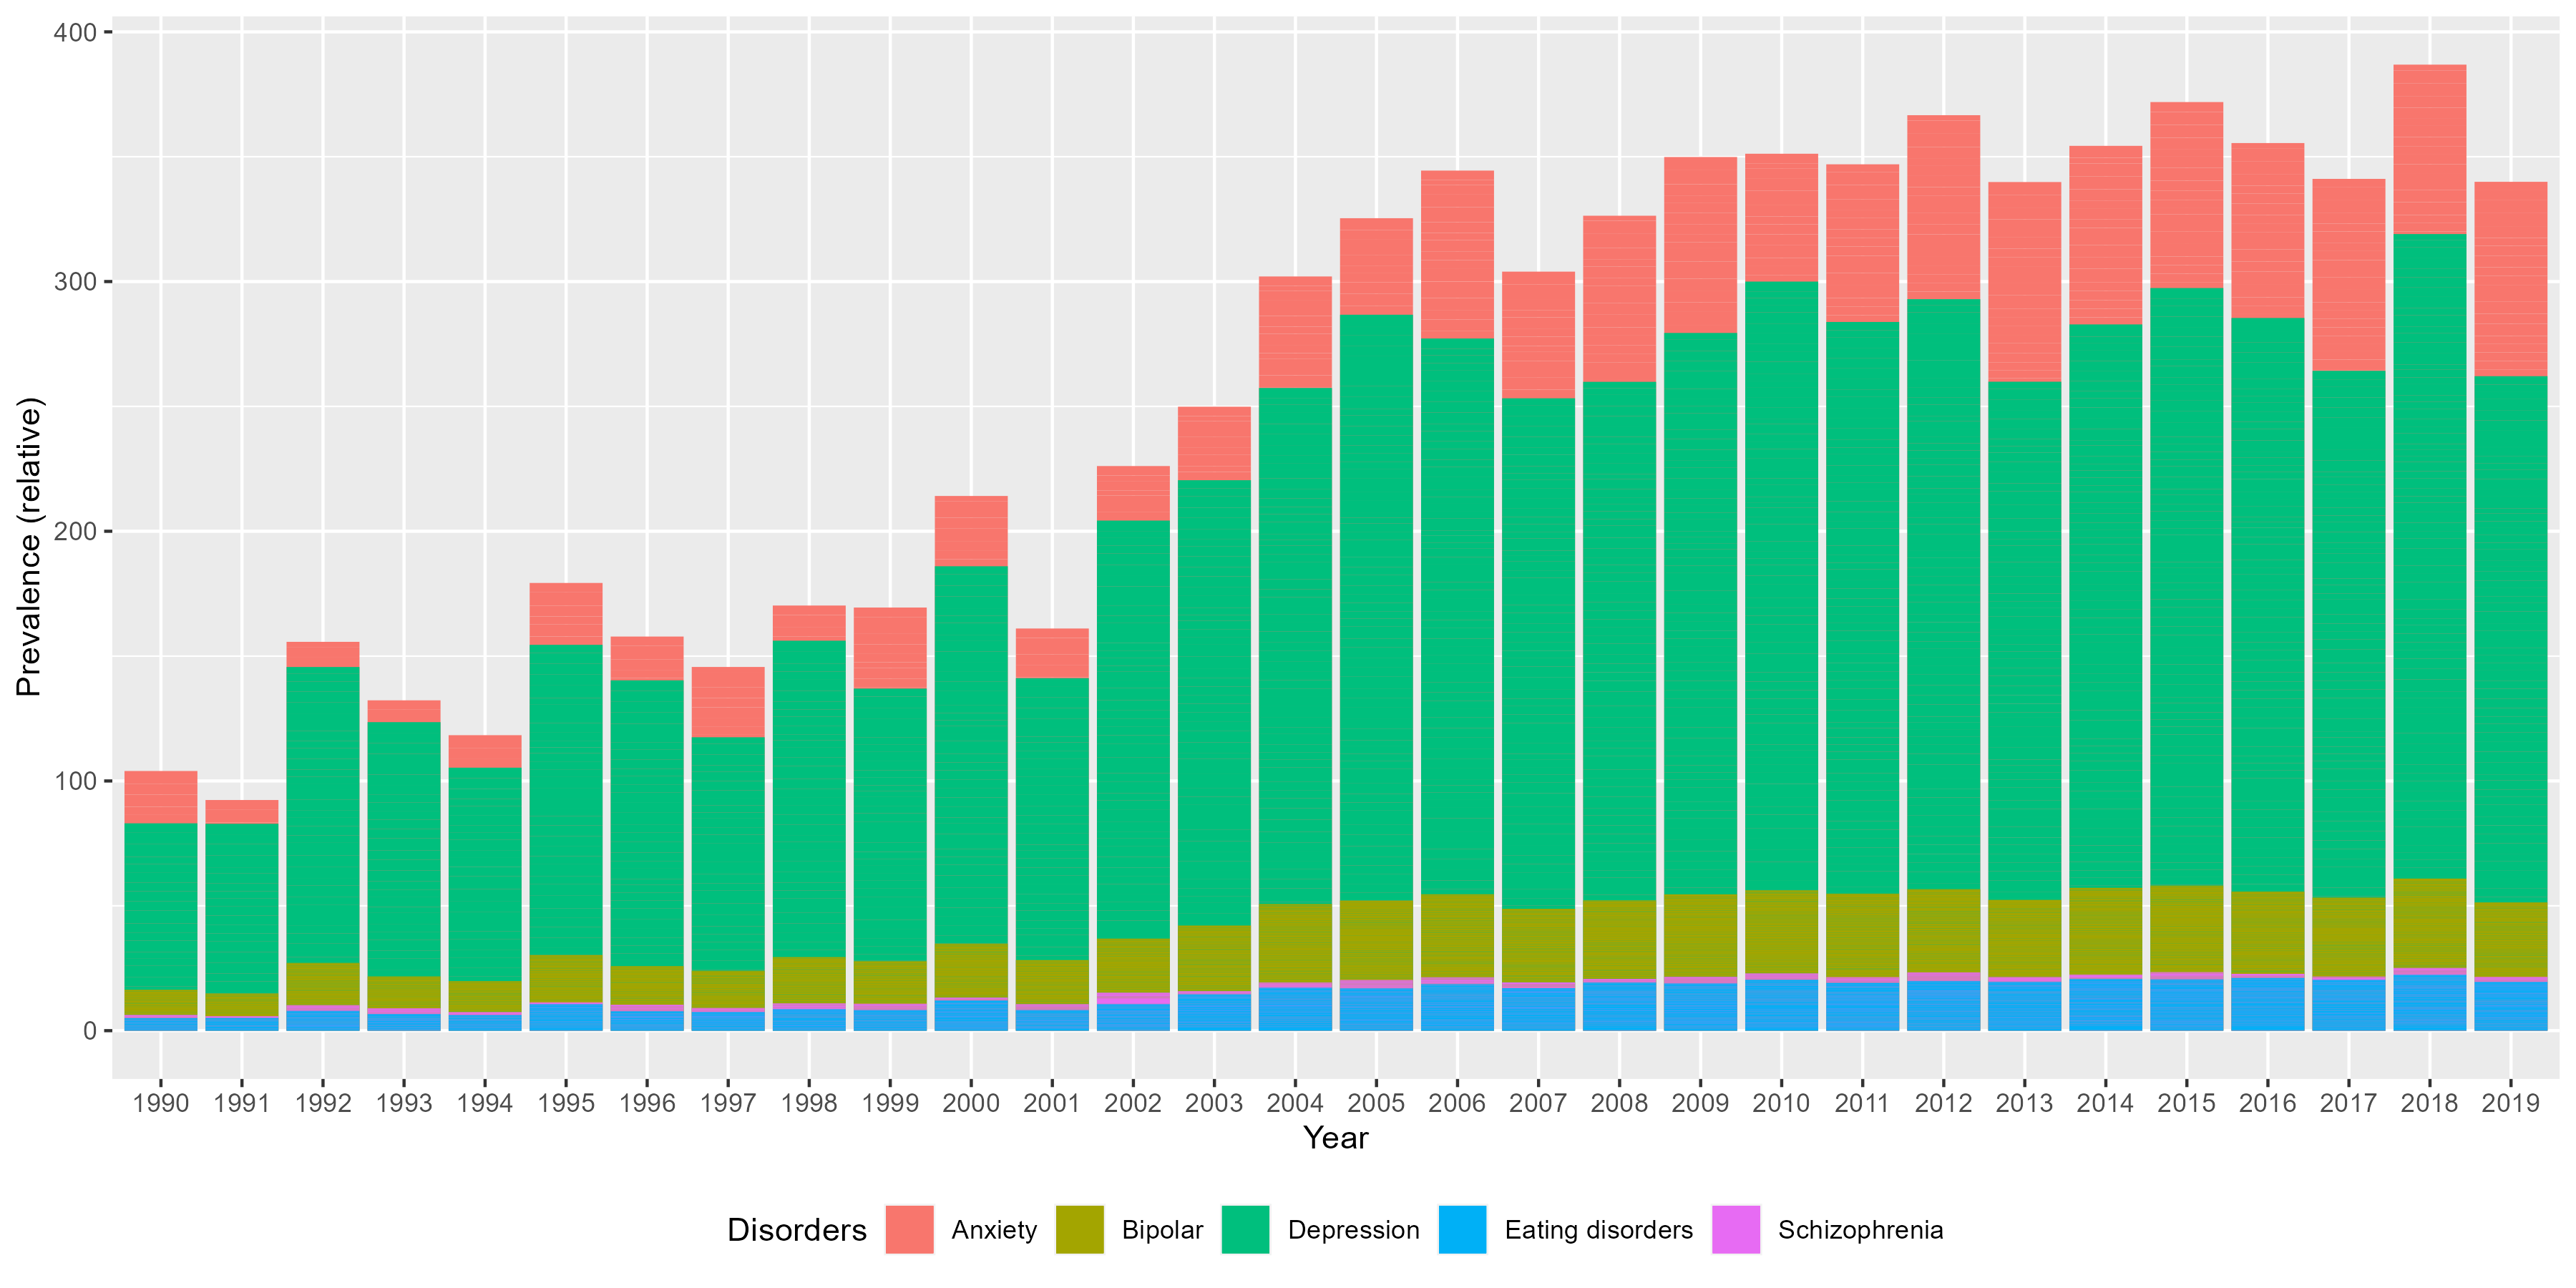 400
300
200
100
0
Prevalence (relative)
1990 1991 1992 1993 1994 1995 1996 1997 1998 1999 2000 2001 2002 2003 2004 2005 2006 2007 2008 2009 2010 2011 2012 2013 2014 2015 2016 2017 2018 2019
Year
Disorders Anxiety Bipolar Depression Eating disorders Schizophrenia